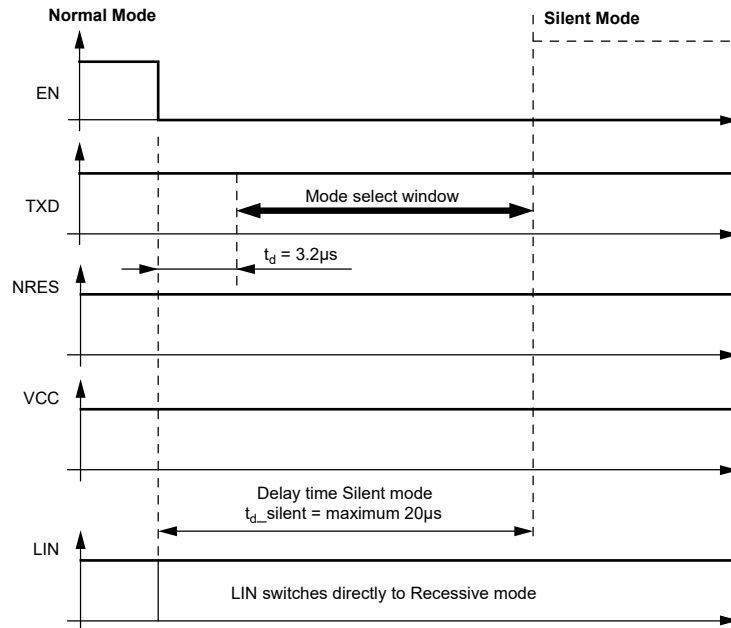 Normal Mode
Silent Mode
EN
TXD
Mode select window
t_d = 3.2µs
NRES
VCC
Delay time Silent mode
t_d_silent = maximum 20µs
LIN
LIN switches directly to Recessive mode